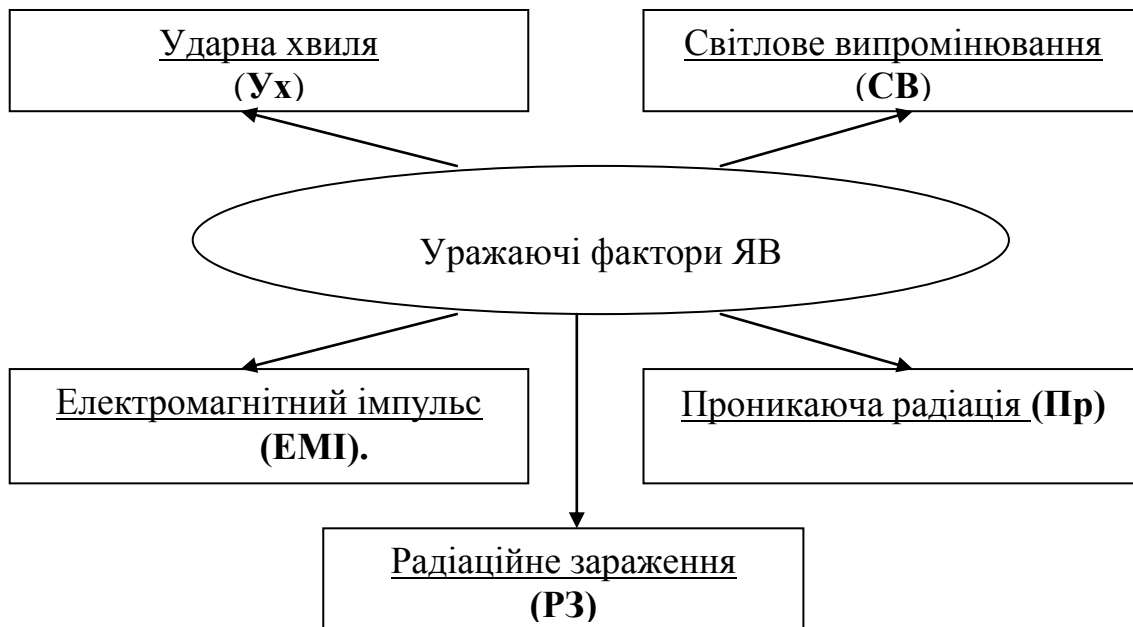 Ударна хвиля
(Ух)
Світлове випромінювання
(СВ)
Уражаючі фактори ЯВ
Електромагнітний імпульс
(ЕМІ).
Проникаюча радіація (Пр)
Радіаційне зараження
(РЗ)